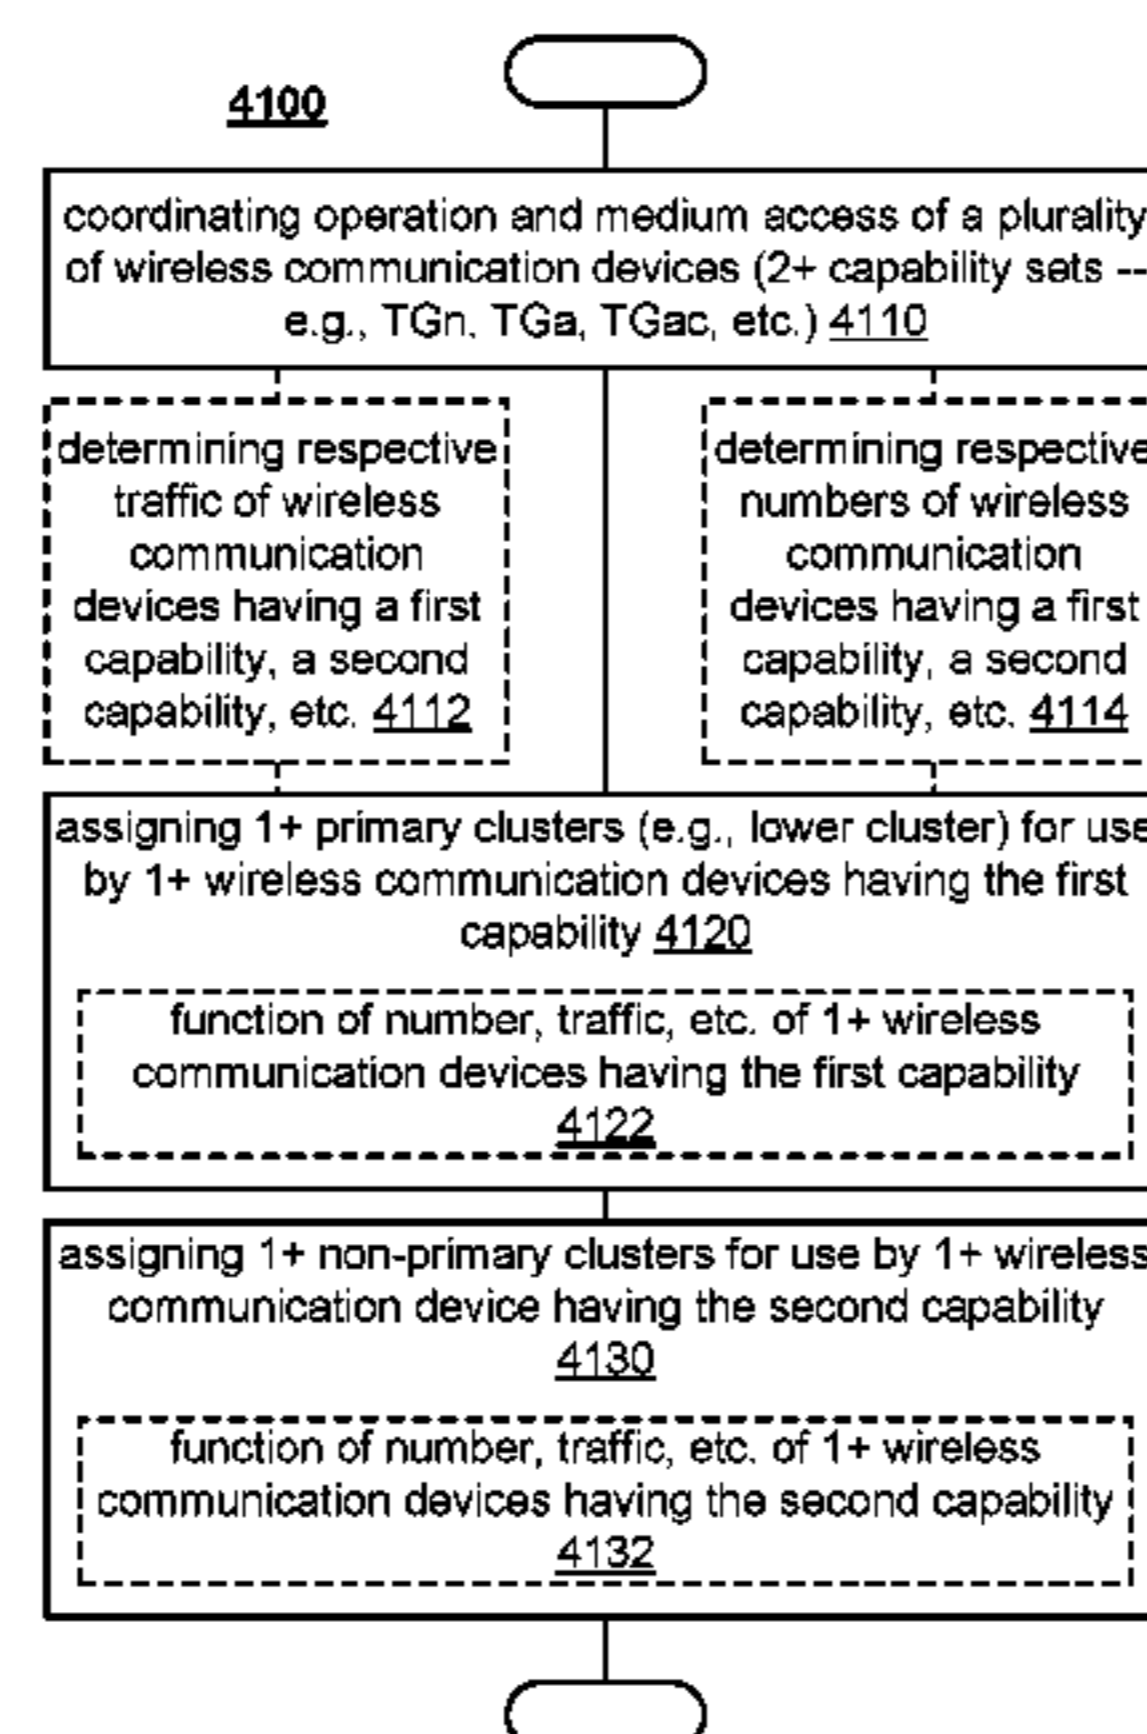 4100
coordinating operation and medium access of a plurality
of wireless communication devices (2+ capability sets --
e.g., TGn, TGa, TGac, etc.) 4110
determining respective
traffic of wireless
communication
devices having a first
capability, a second
capability, etc. 4112
determining respective
numbers of wireless
communication
devices having a first
capability, a second
capability, etc. 4114
assigning 1+ primary clusters (e.g., lower cluster) for use
by 1+ wireless communication devices having the first
capability 4120
function of number, traffic, etc. of 1+ wireless
communication devices having the first capability
4122
assigning 1+ non-primary clusters for use by 1+ wireless
communication device having the second capability
4130
function of number, traffic, etc. of 1+ wireless
communication devices having the second capability
4132